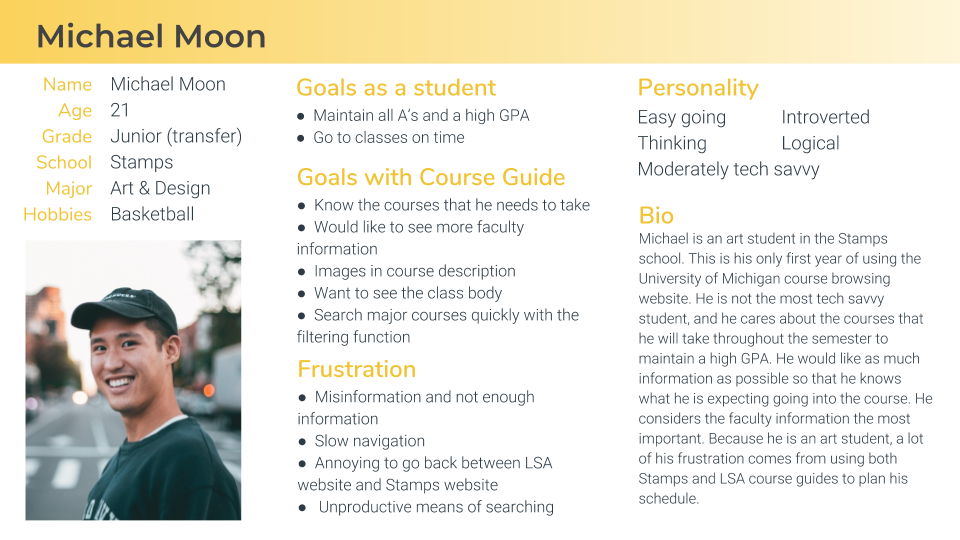 Michael Moon
Name Michael Moon
Age 21
Grade Junior (transfer)
School Stamps
Major Art & Design
Hobbies Basketball
Goals as a student
● Maintain all A's and a high GPA
● Go to classes on time
Goals with Course Guide
● Know the courses that he needs to take
● Would like to see more faculty
information
● Images in course description
● Want to see the class body
● Search major courses quickly with the
filtering function
Frustration
● Misinformation and not enough
information
● Slow navigation
● Annoying to go back between LSA
website and Stamps website
● Unproductive means of searching
Personality
Easy going Introverted
Thinking Logical
Moderately tech savvy
Bio
Michael is an art student in the Stamps
school. This is his only first year of using the
University of Michigan course browsing
website. He is not the most tech savvy
student, and he cares about the courses that
he will take throughout the semester to
maintain a high GPA. He would like as much
information as possible so that he knows
what he is expecting going into the course. He
considers the faculty information the most
important. Because he is an art student, a lot
of his frustration comes from using both
Stamps and LSA course guides to plan his
schedule.